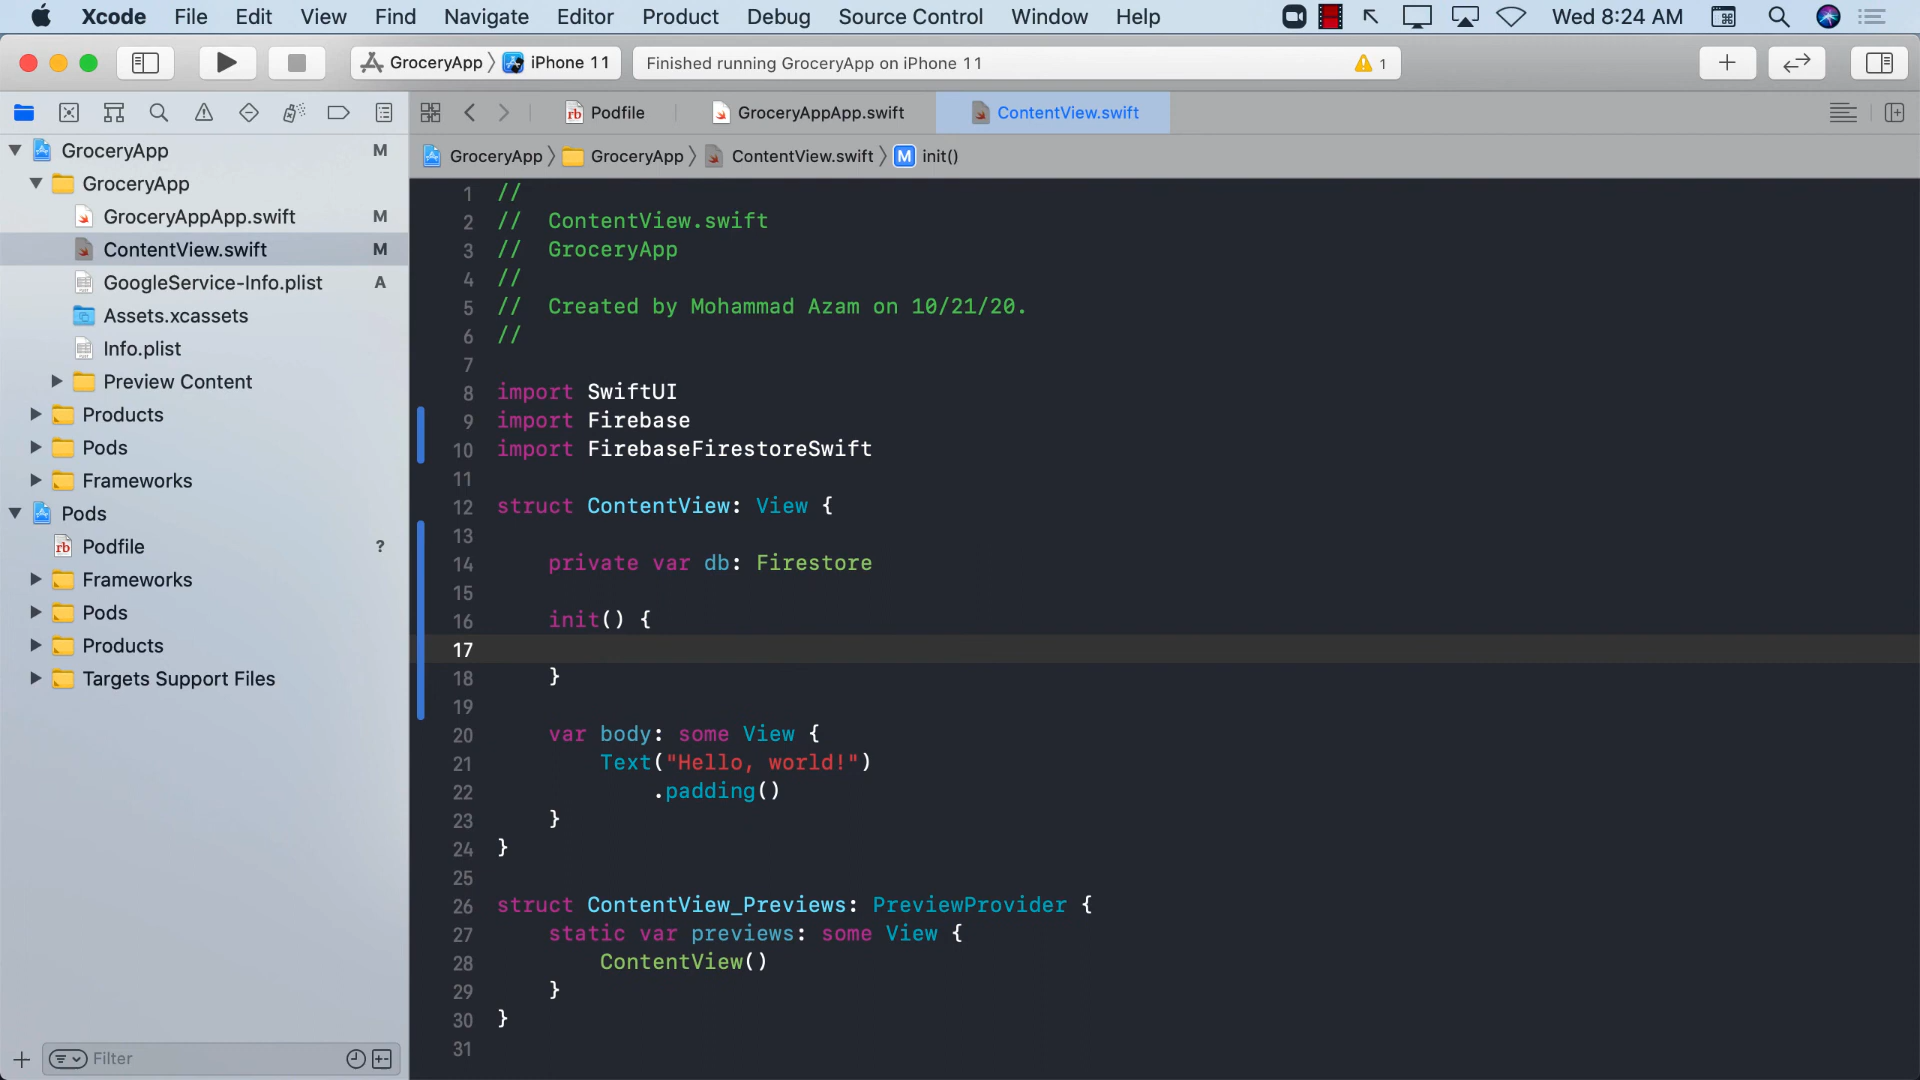 Xcode File Edit View Find Navigate Editor Product Debug Source Control Window Help Wed 8:24 AM
GroceryApp 〉 iPhone 11 Finished running GroceryApp on iPhone 11 1
Podfile GroceryAppApp.swift ContentView.swift
GroceryApp 〉 GroceryApp 〉 ContentView.swift 〉 M init()
GroceryApp M
GroceryApp
GroceryAppApp.swift M
ContentView.swift M
GoogleService-Info.plist A
Assets.xcassets
Info.plist
Preview Content
Products
Pods
Frameworks
Pods
rb Podfile ?
Frameworks
Pods
Products
Targets Support Files
Filter
1 //
2 //  ContentView.swift
3 //  GroceryApp
4 //
5 //  Created by Mohammad Azam on 10/21/20.
6 //
7
8 import SwiftUI
9 import Firebase
10 import FirebaseFirestoreSwift
11
12 struct ContentView: View {
13
14     private var db: Firestore
15
16     init() {
17
18     }
19
20     var body: some View {
21         Text("Hello, world!")
22             .padding()
23     }
24 }
25
26 struct ContentView_Previews: PreviewProvider {
27     static var previews: some View {
28         ContentView()
29     }
30 }
31